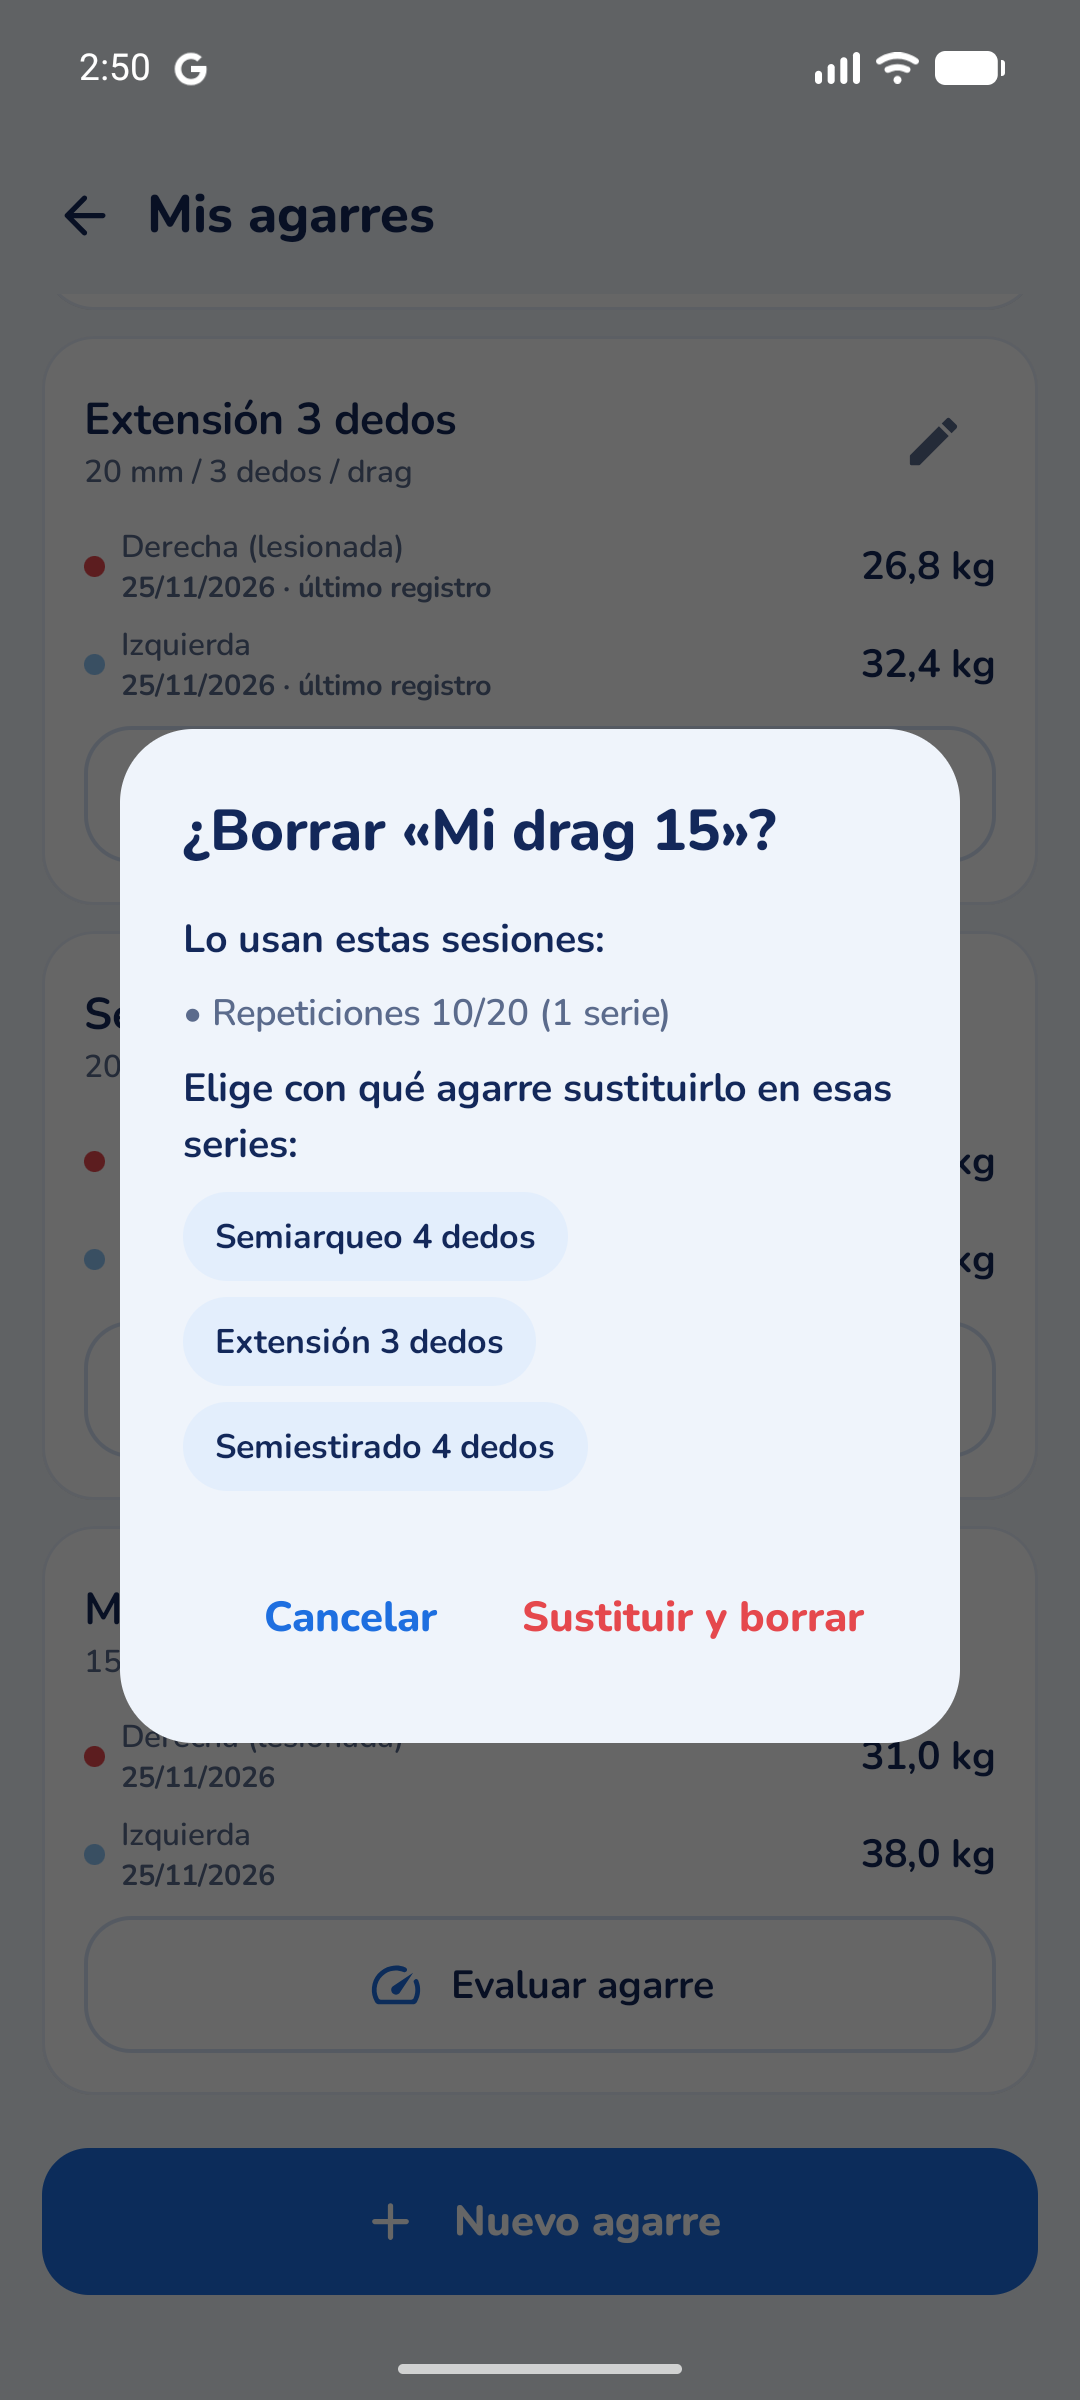 2:50
Mis agarres
Extensión 3 dedos
20 mm / 3 dedos / drag
Derecha (lesionada)
25/11/2026 · último registro
26,8 kg
Izquierda
25/11/2026 · último registro
32,4 kg
¿Borrar «Mi drag 15»?
Lo usan estas sesiones:
• Repeticiones 10/20 (1 serie)
Elige con qué agarre sustituirlo en esas
series:
Semiarqueo 4 dedos
Extensión 3 dedos
Semiestirado 4 dedos
Cancelar
Sustituir y borrar
kg
kg
Derecha (lesionada)
25/11/2026
31,0 kg
Izquierda
25/11/2026
38,0 kg
Evaluar agarre
Nuevo agarre